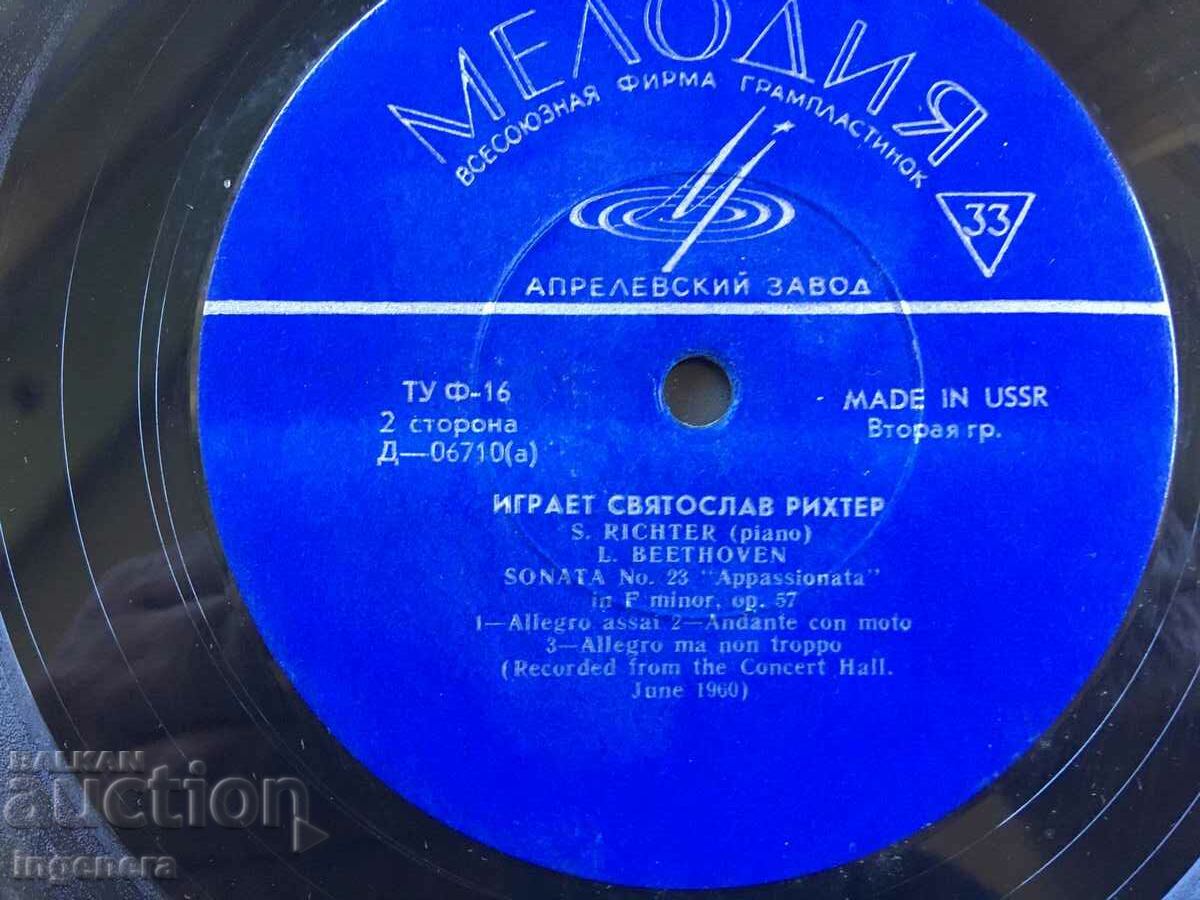 МЕЛОДИЯ
ВСЕСОЮЗНАЯ ФИРМА ГРАМПЛАСТИНОК
33
АПРЕЛЕВСКИЙ ЗАВОД
ТУ Ф-16
2 сторона
Д—06710(а)
MADE IN USSR
Вторая гр.
ИГРАЕТ СВЯТОСЛАВ РИХТЕР
S. RICHTER (piano)
L. BEETHOVEN
SONATA No. 23 "Appassionata"
in F minor, op. 57
1—Allegro assai 2—Andante con moto
3—Allegro ma non troppo
(Recorded from the Concert Hall.
June 1960)
BALKAN
auction
ingenera